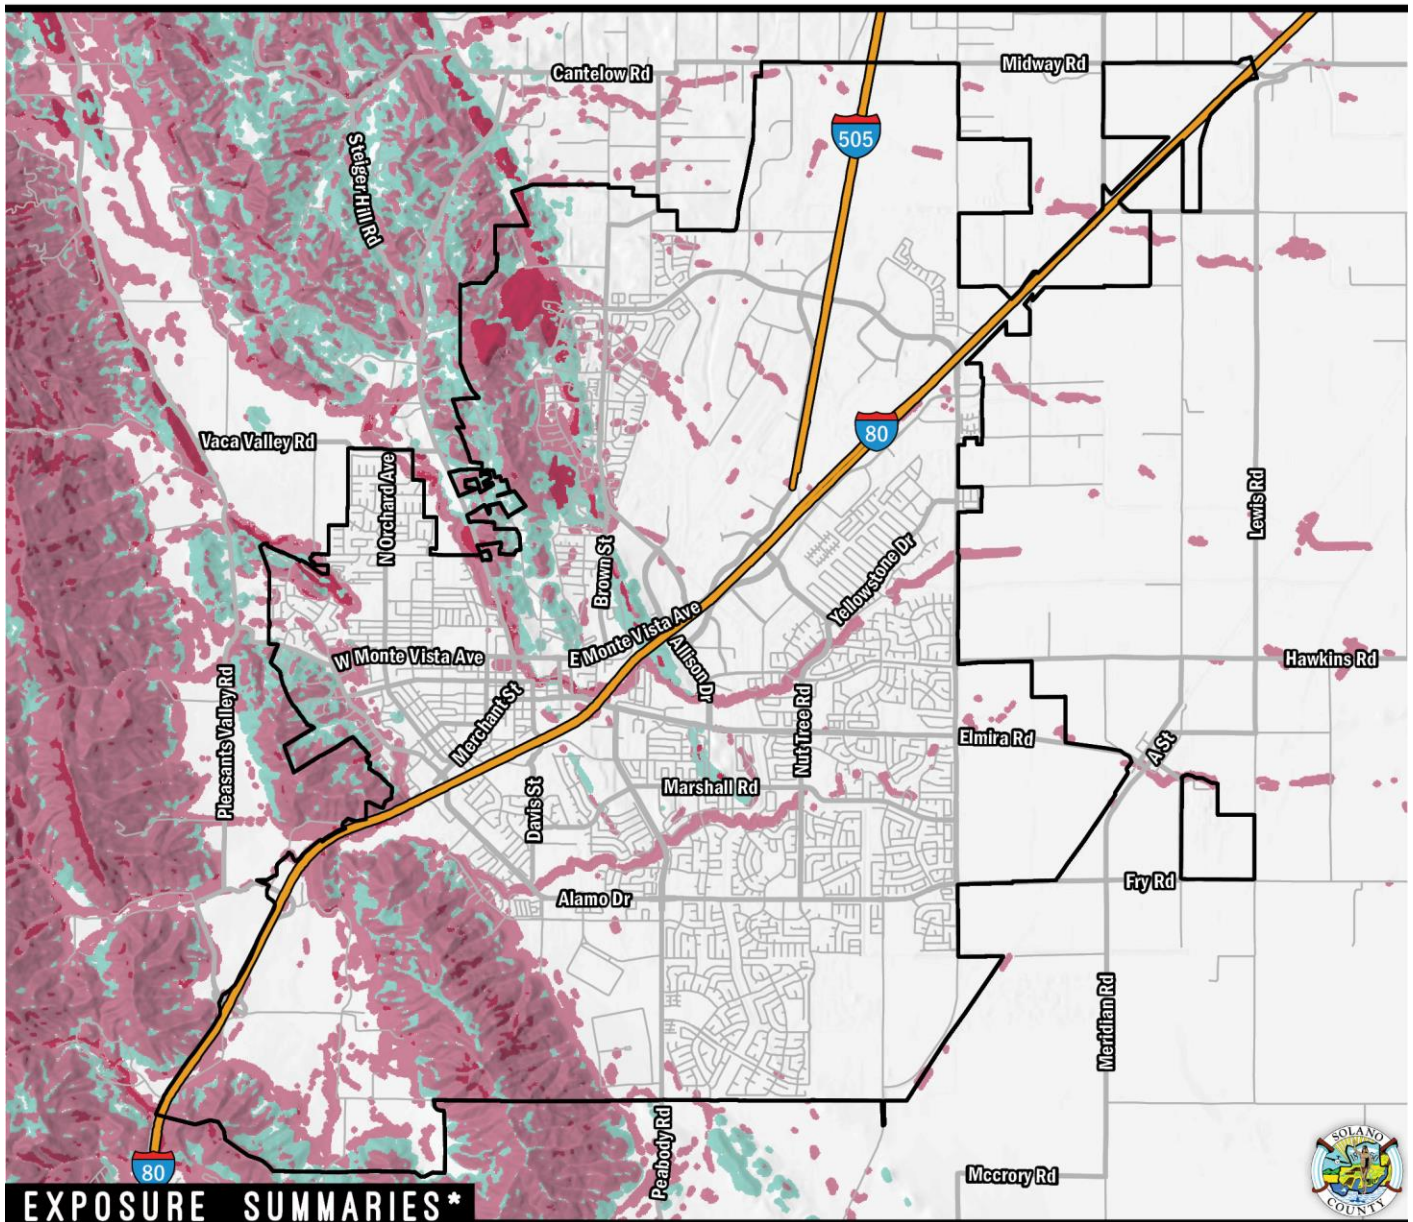 Cantelow Rd
Midway Rd
505
Steiger Hill Rd
80
Vaca Valley Rd
N Orchard Ave
Lewis Rd
Brown St
Yellowstone Dr
E Monte Vista Ave
W Monte Vista Ave
Allison Dr
Hawkins Rd
Pleasants Valley Rd
Merchant St
Nut Tree Rd
Elmira Rd
A St
Marshall Rd
Davis St
Fry Rd
Alamo Dr
Meridian Rd
Peabody Rd
80
Mccrory Rd
SOLANO
COUNTY
EXPOSURE SUMMARIES*